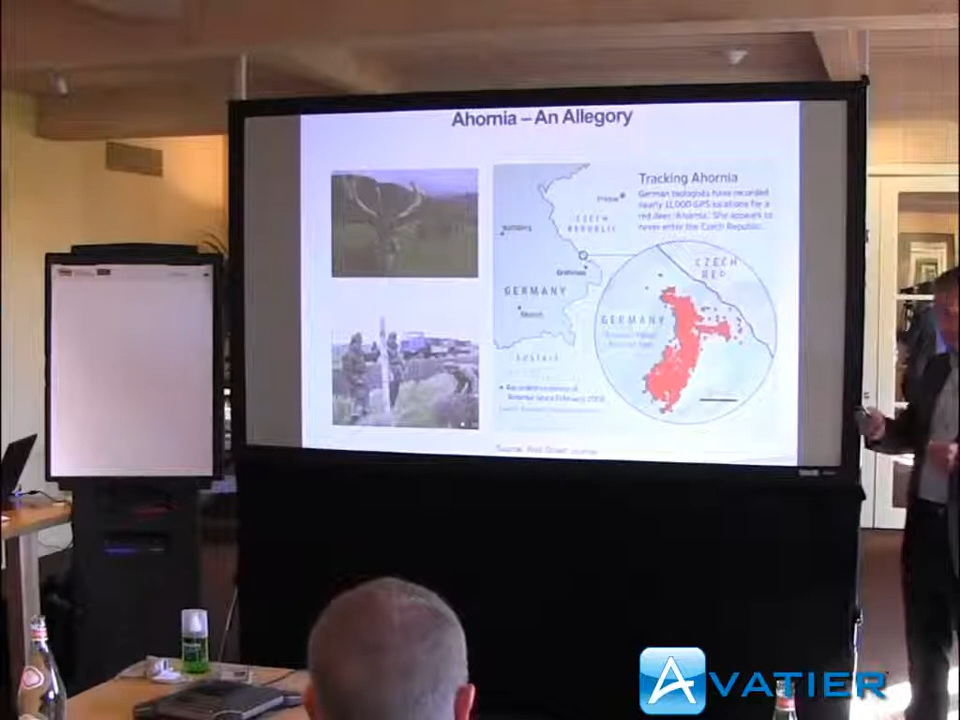 Ahornia – An Allegory
Tracking Ahornia
German biologists have recorded
nearly 11,000 GPS locations for a
red deer, 'Ahornia.' She appears to
never enter the Czech Republic.
Prague
CZECH
REPUBLIC
GERMANY
Munich
AUSTRIA
CZECH
REP
GERMANY
Source: Wall Street Journal
AVATIER